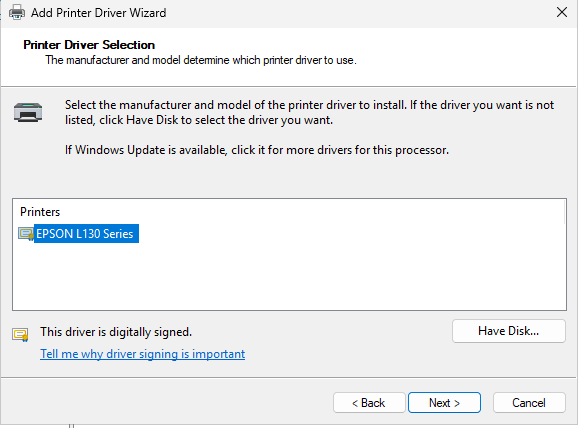 Add Printer Driver Wizard
Printer Driver Selection
The manufacturer and model determine which printer driver to use.
Select the manufacturer and model of the printer driver to install. If the driver you want is not
listed, click Have Disk to select the driver you want.
If Windows Update is available, click it for more drivers for this processor.
Printers
EPSON L130 Series
This driver is digitally signed.
Have Disk...
Tell me why driver signing is important
< Back
Next >
Cancel